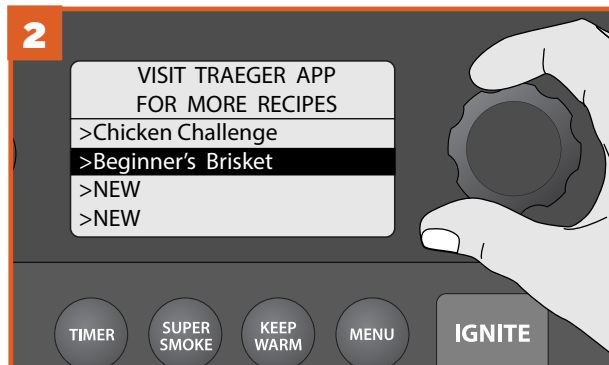 2
VISIT TRAEGER APP
FOR MORE RECIPES
>Chicken Challenge
>Beginner's Brisket
>NEW
>NEW
TIMER
SUPER
SMOKE
KEEP
WARM
MENU
IGNITE